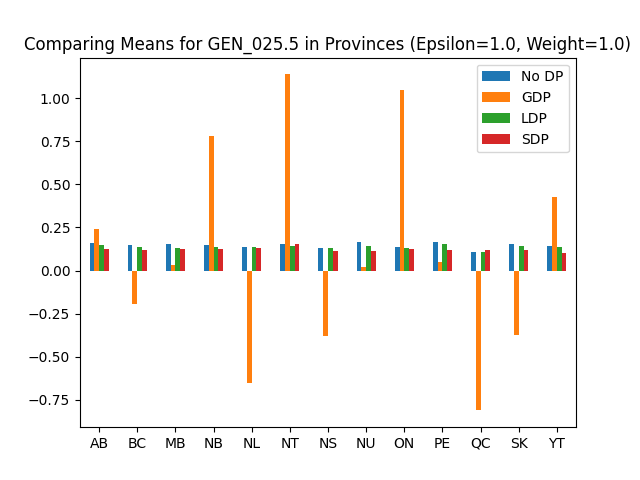 Comparing Means for GEN_025.5 in Provinces (Epsilon=1.0, Weight=1.0)
No DP
GDP
LDP
SDP
1.00
0.75
0.50
0.25
0.00
−0.25
−0.50
−0.75
AB BC MB NB NL NT NS NU ON PE QC SK YT